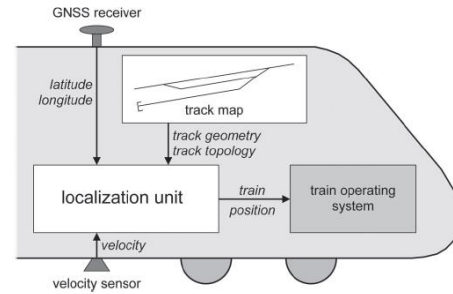 GNSS receiver
latitude
longitude
track map
track geometry
track topology
localization unit
train
position
train operating
system
velocity
velocity sensor